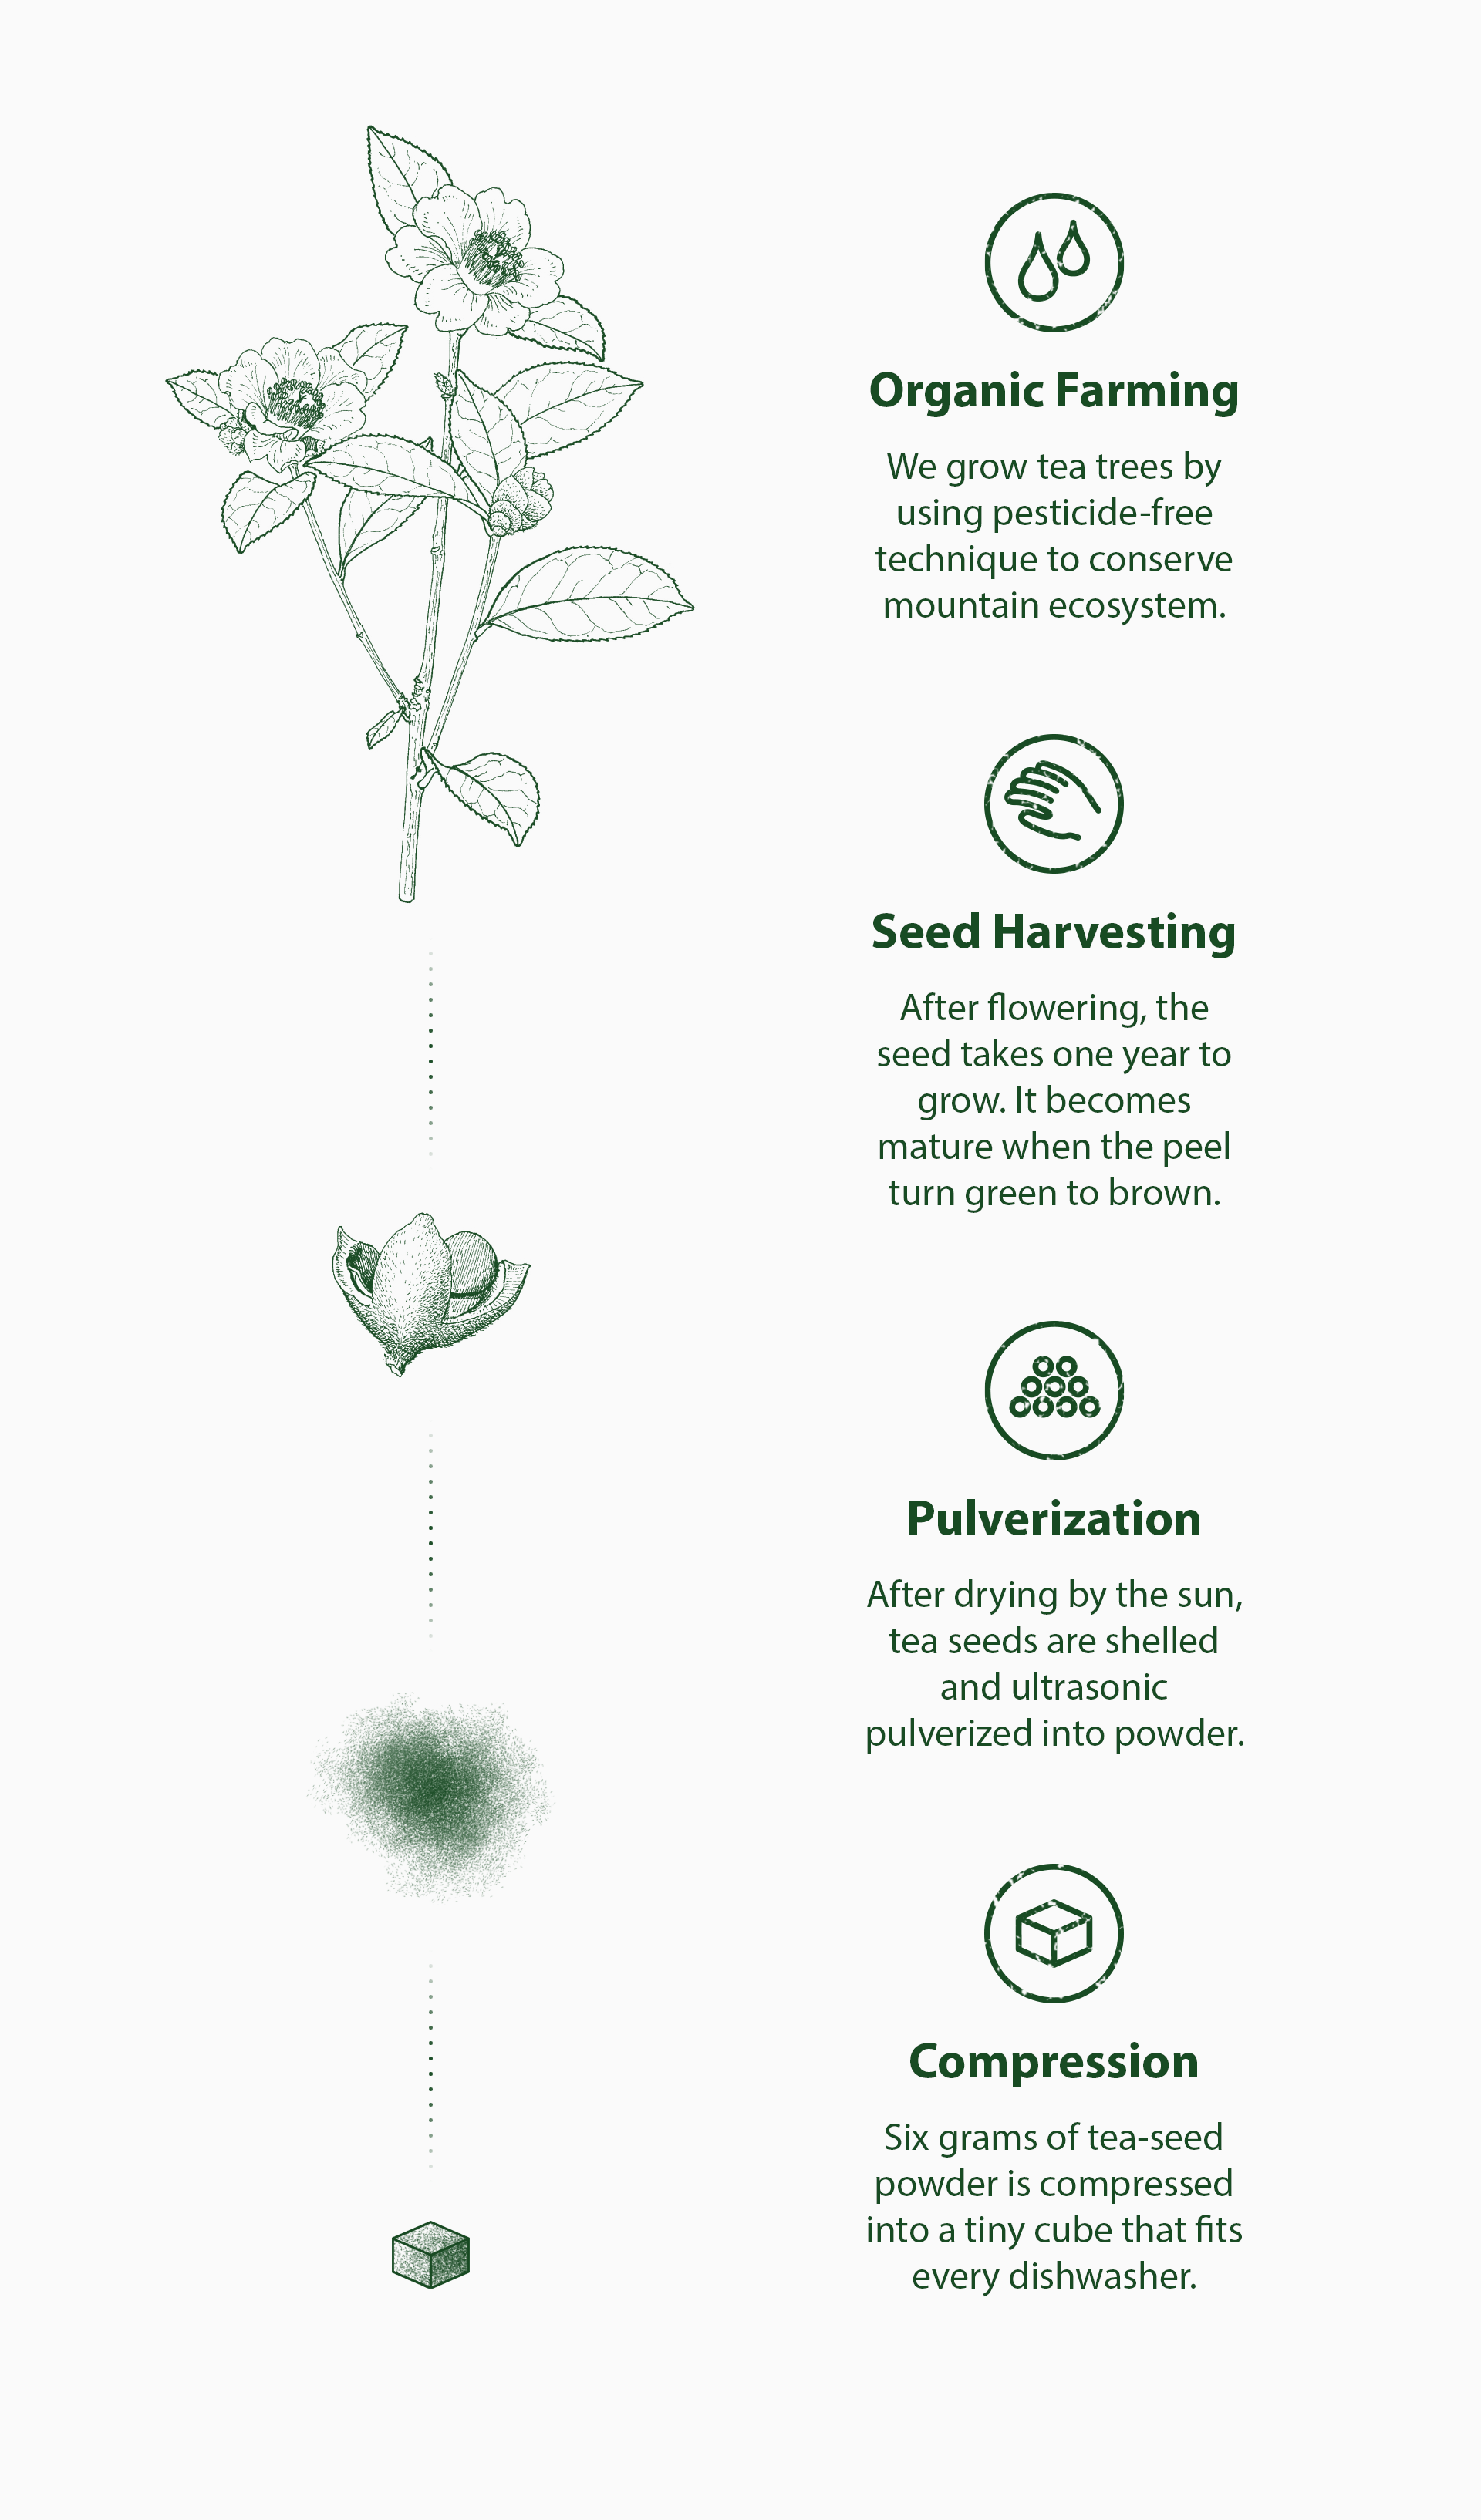 Organic Farming
We grow tea trees by
using pesticide-free
technique to conserve
mountain ecosystem.
Seed Harvesting
After flowering, the
seed takes one year to
grow. It becomes
mature when the peel
turn green to brown.
Pulverization
After drying by the sun,
tea seeds are shelled
and ultrasonic
pulverized into powder.
Compression
Six grams of tea-seed
powder is compressed
into a tiny cube that fits
every dishwasher.